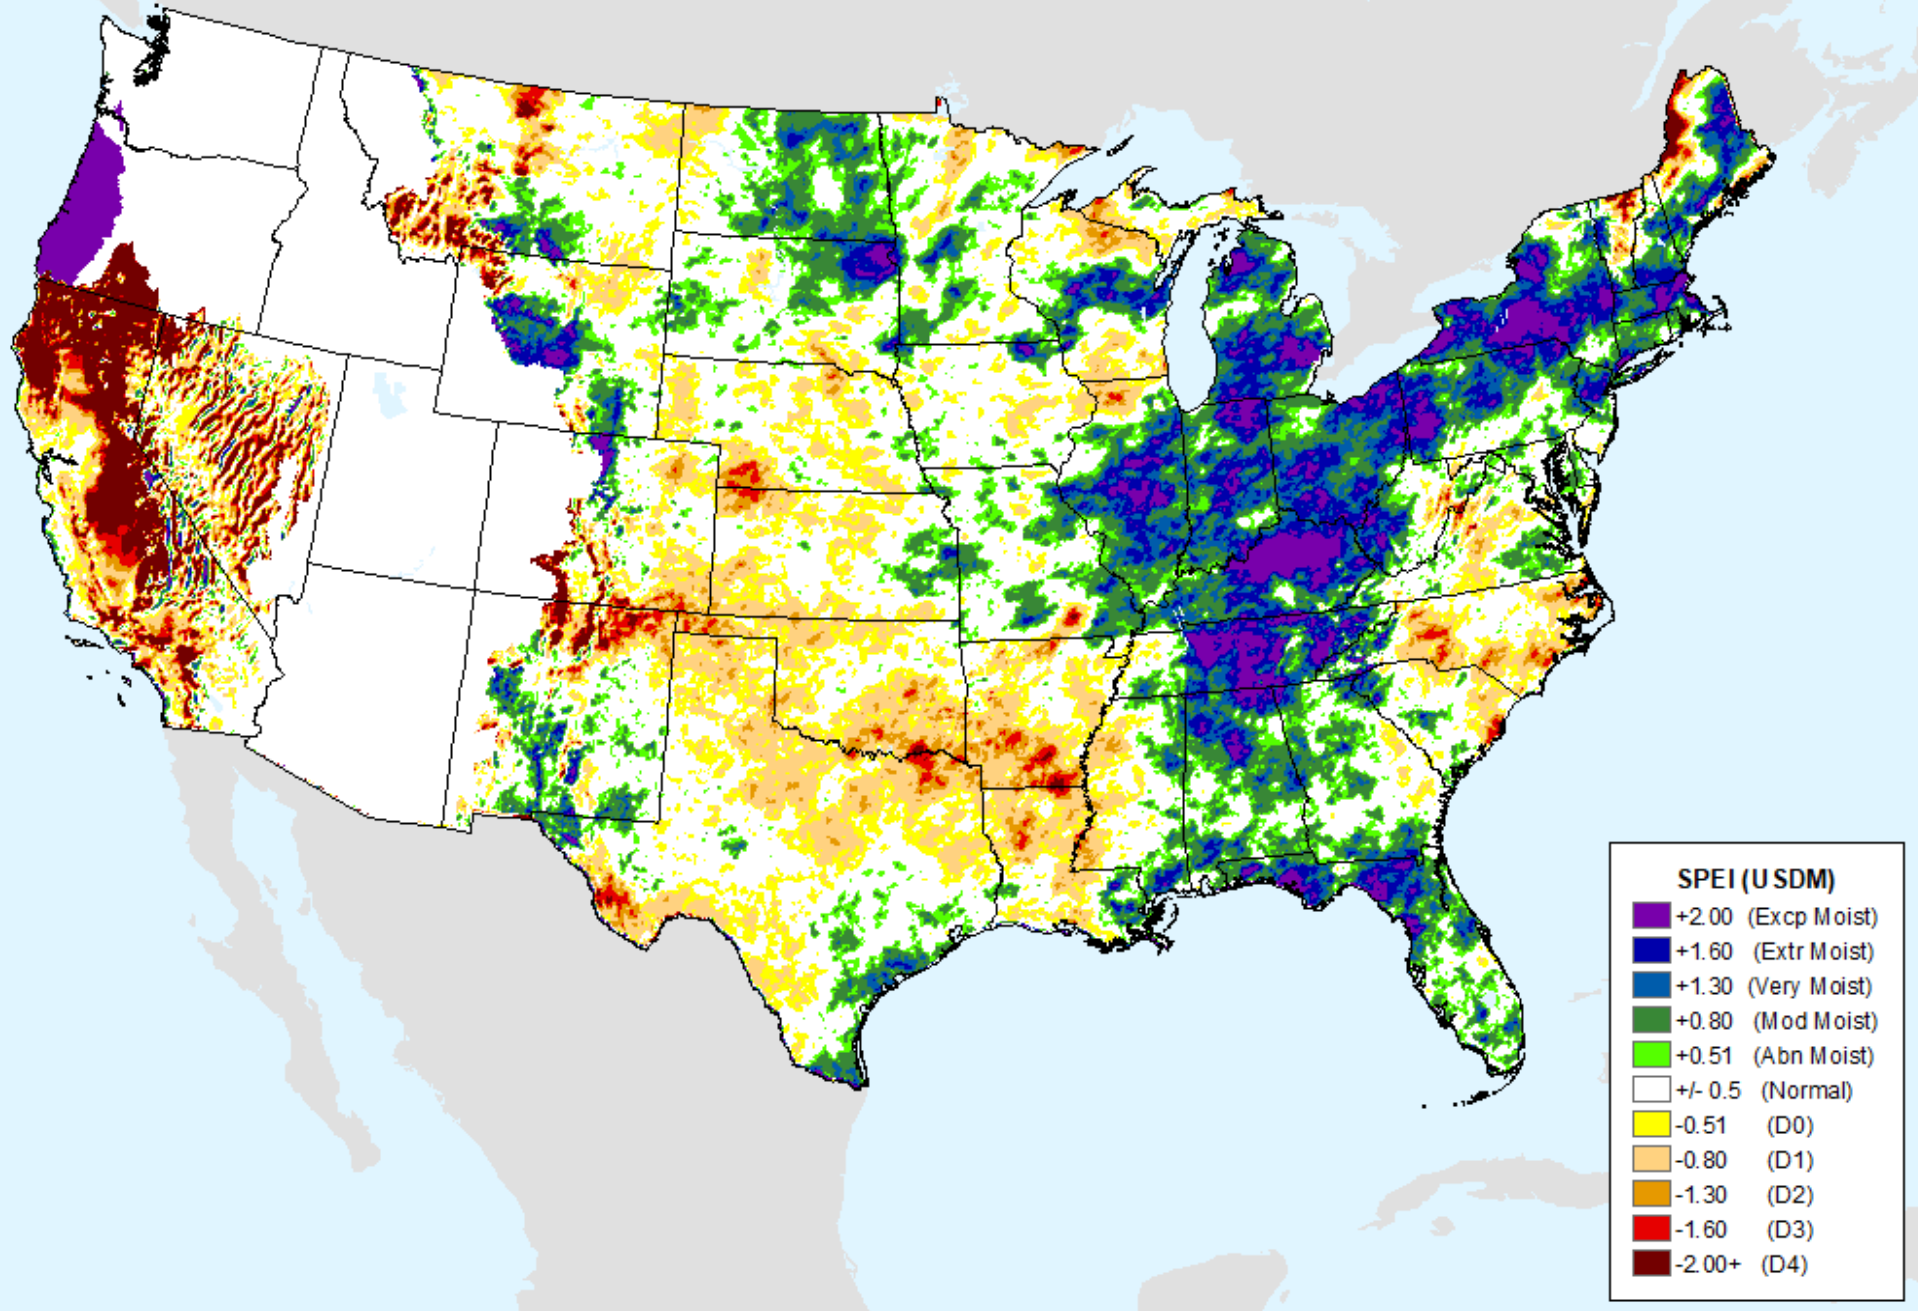 SPEI (USDM)
+2.00 (Excp Moist)
+1.60 (Extr Moist)
+1.30 (Very Moist)
+0.80 (Mod Moist)
+0.51 (Abn Moist)
+/- 0.5 (Normal)
-0.51 (D0)
-0.80 (D1)
-1.30 (D2)
-1.60 (D3)
-2.00+ (D4)